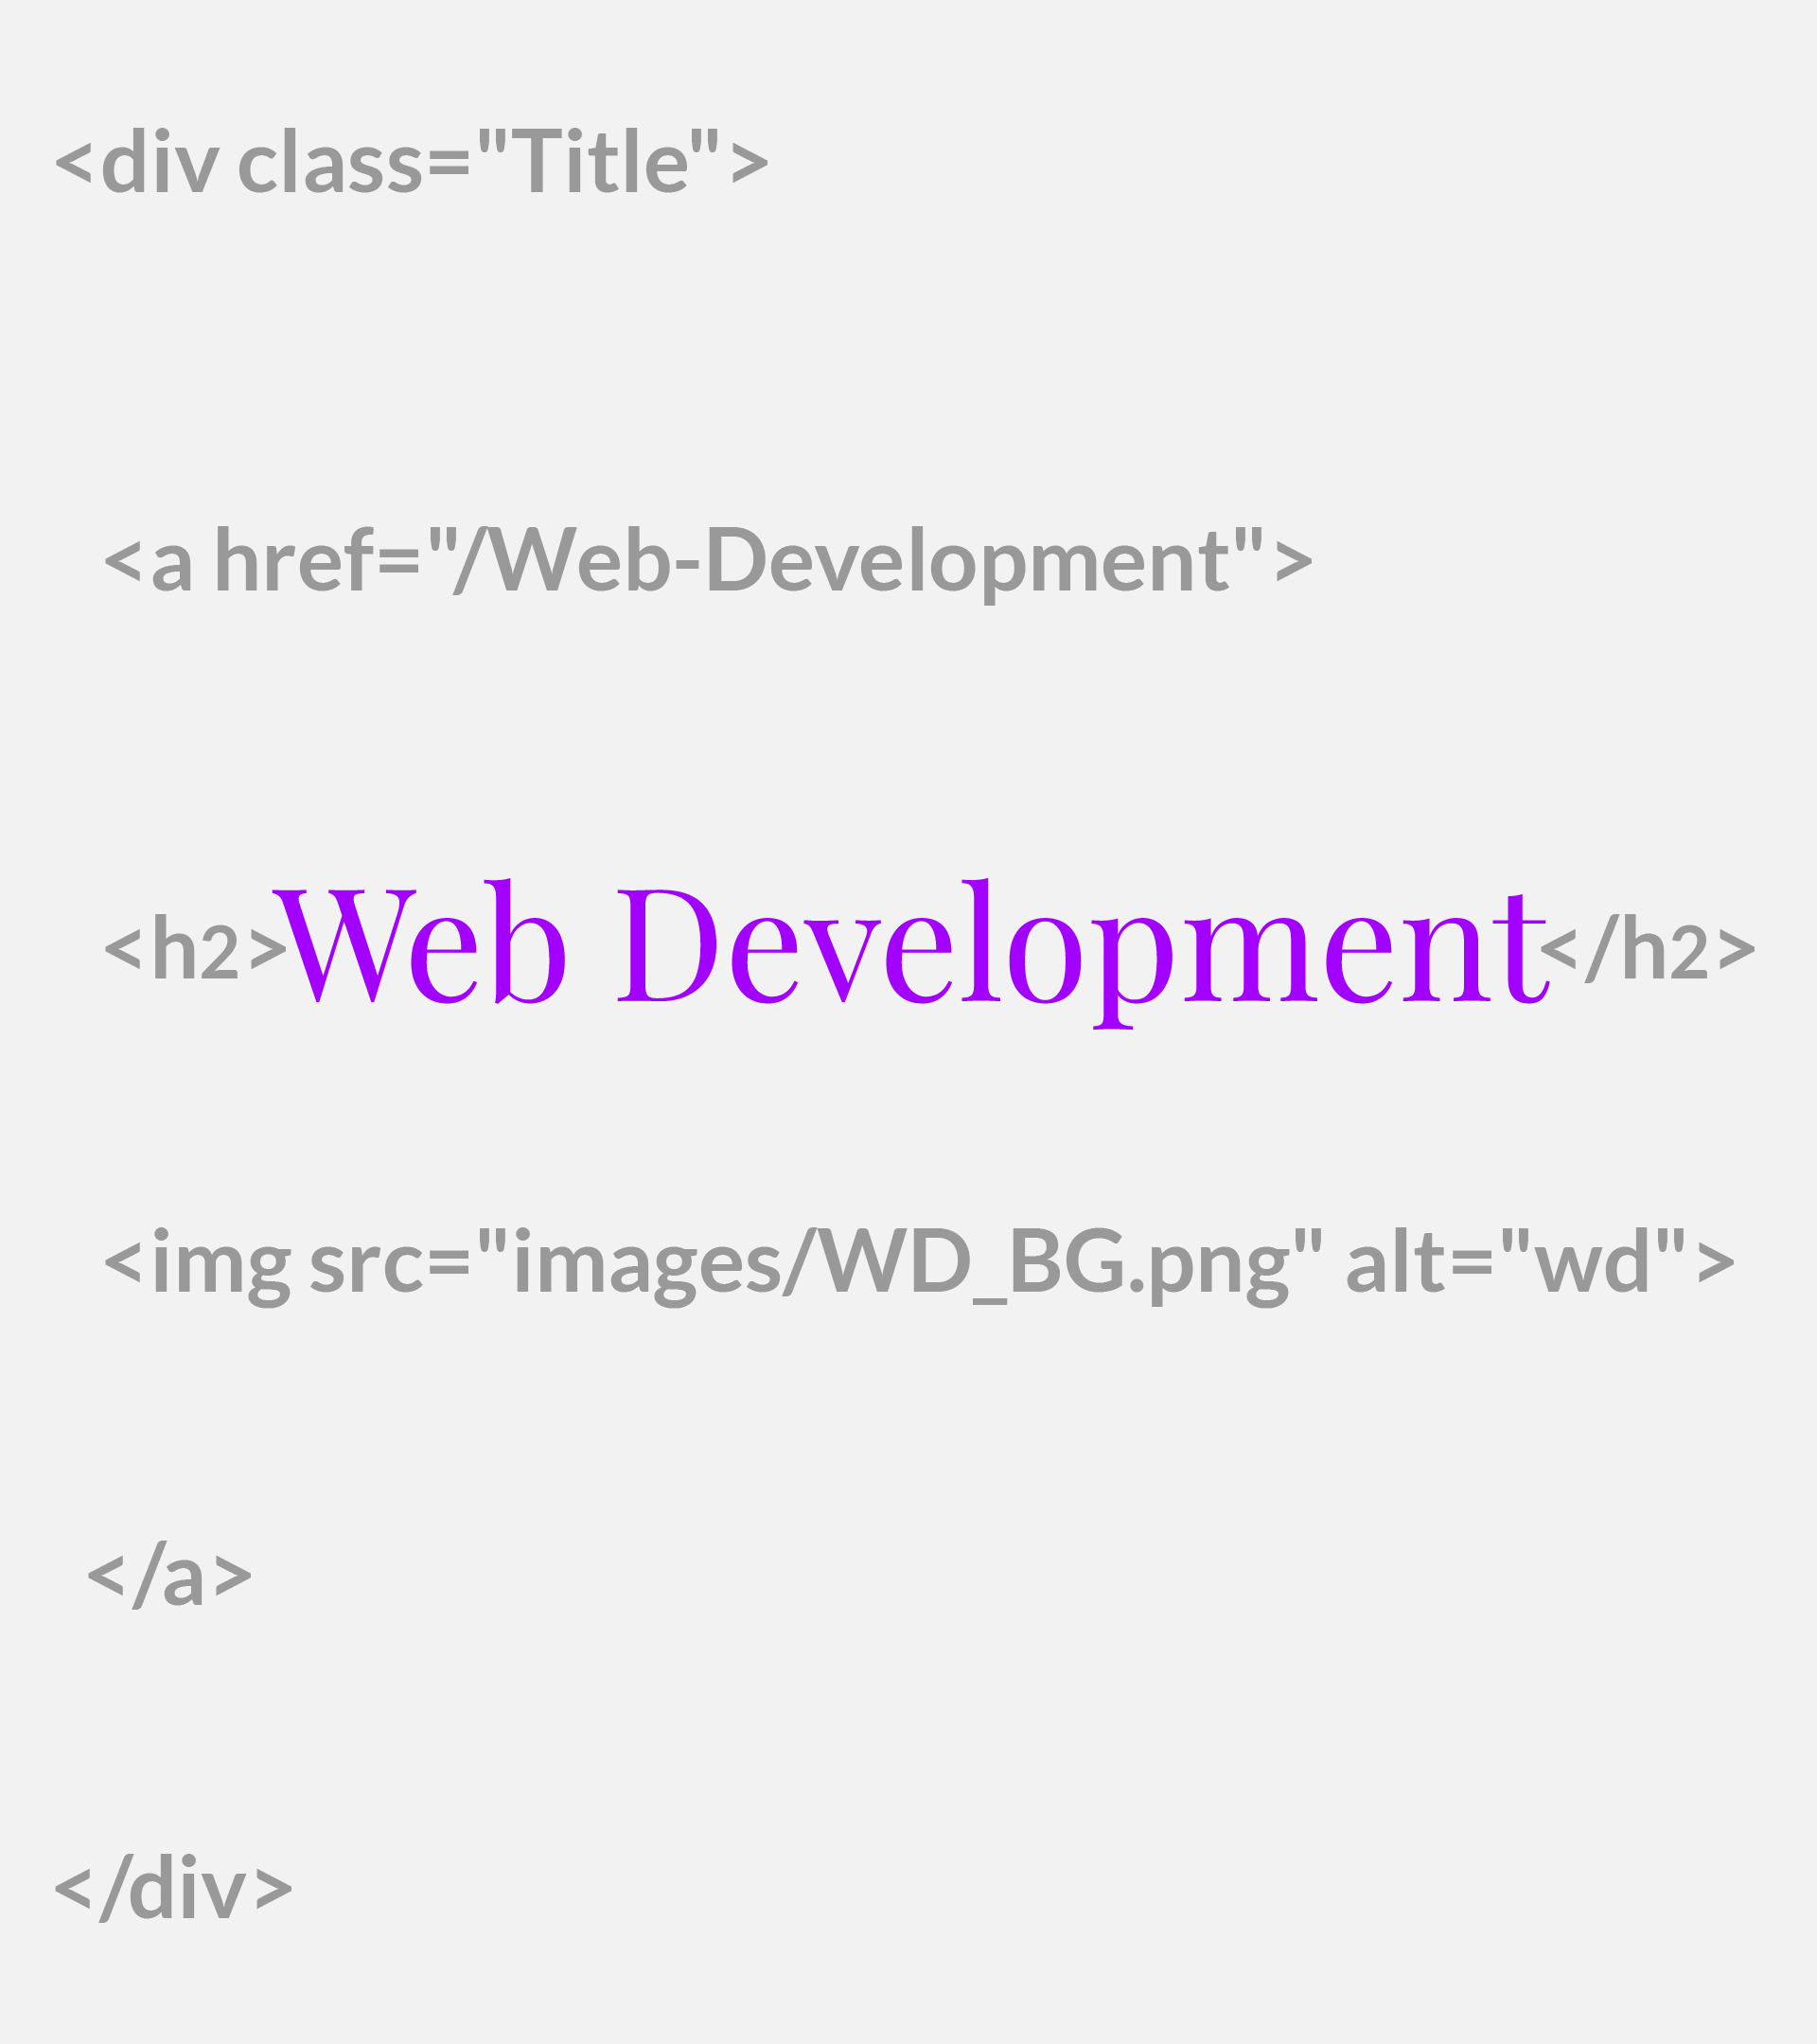 <div class="Title">
<a href="/Web-Development">
<h2>Web Development</h2>
<img src="images/WD_BG.png" alt="wd">
</a>
</div>